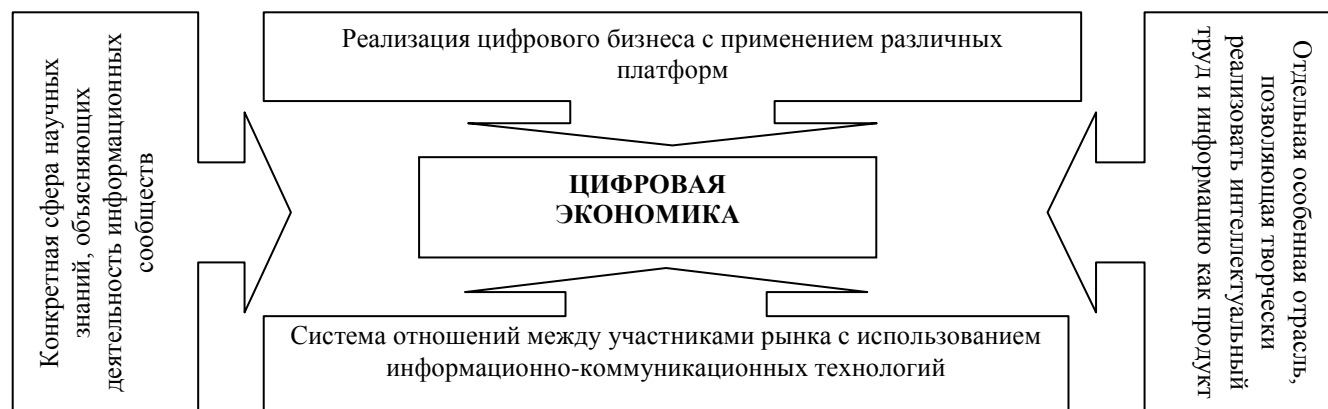 Конкретная сфера научных
знаний, объясняющих
деятельность информационных
сообществ
Реализация цифрового бизнеса с применением различных
платформ
ЦИФРОВАЯ
ЭКОНОМИКА
Система отношений между участниками рынка с использованием
информационно-коммуникационных технологий
Отдельная особенная отрасль,
позволяющая творчески
реализовать интеллектуальный
труд и информацию как продукт